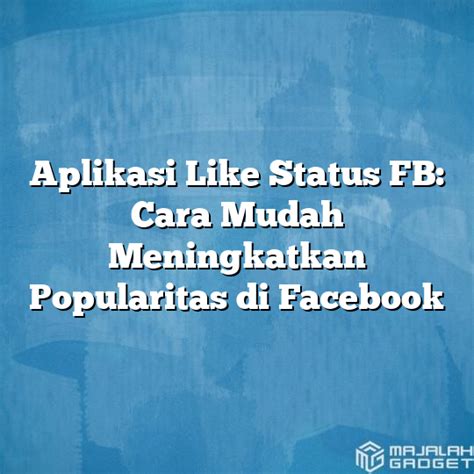 Aplikasi Like Status FB:
Cara Mudah
Meningkatkan
Popularitas di Facebook
MAJALAH
GADGET